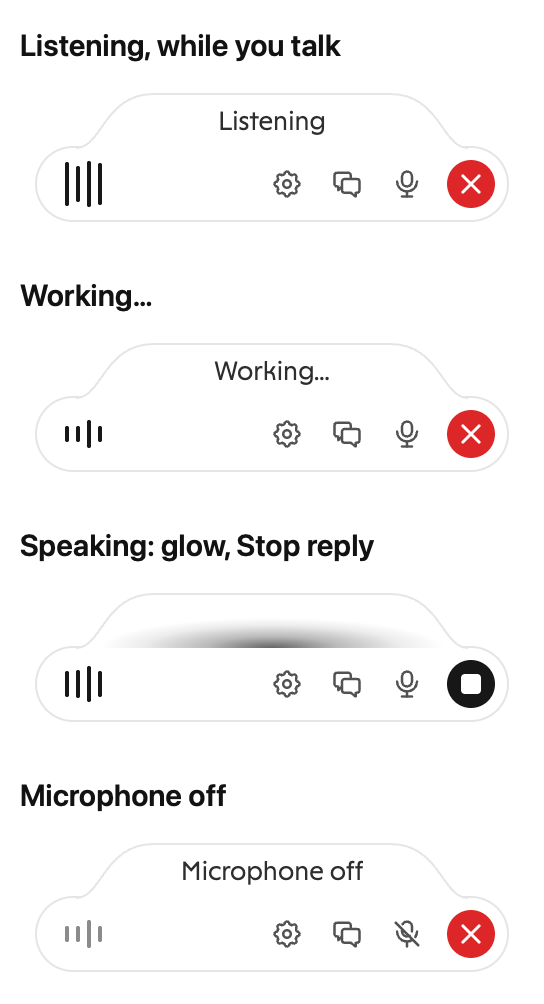 Listening, while you talk
Listening
Working...
Working...
Speaking: glow, Stop reply
Microphone off
Microphone off